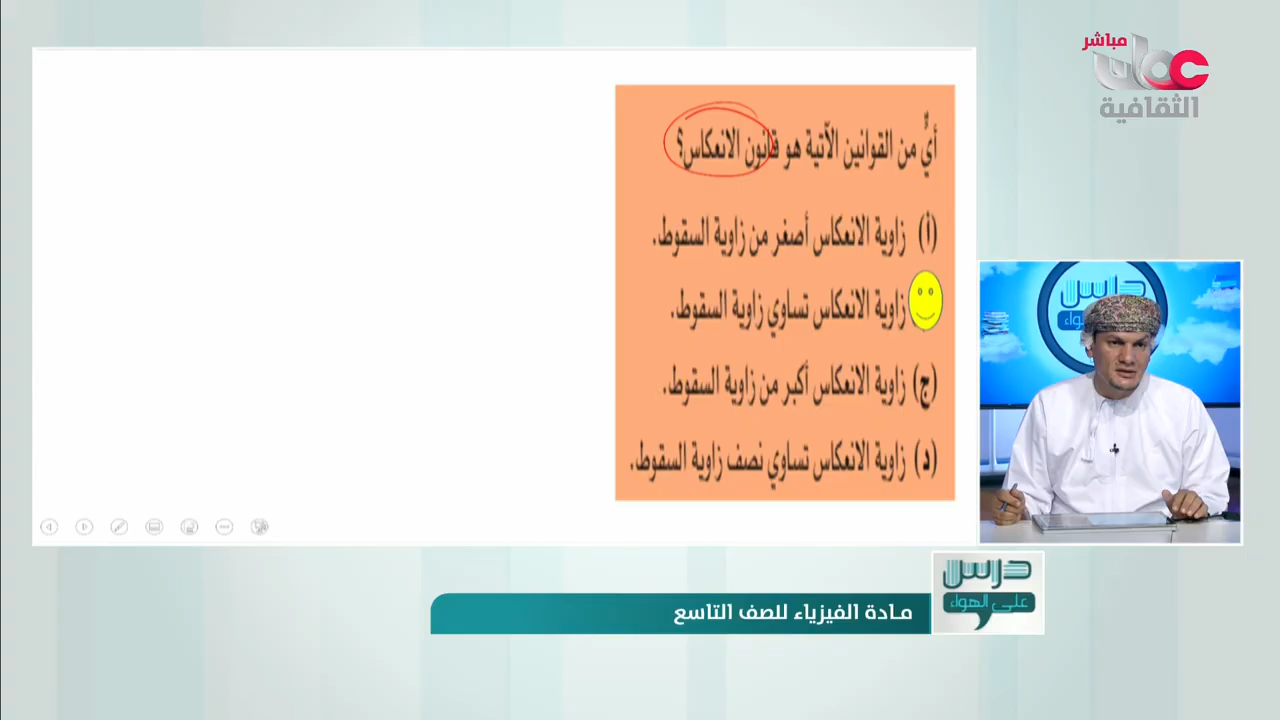 مباشر
عمان
الثقافية
أيٌّ من القوانين الآتية هو قانون الانعكاس؟
(أ) زاوية الانعكاس أصغر من زاوية السقوط.
زاوية الانعكاس تساوي زاوية السقوط.
(ج) زاوية الانعكاس أكبر من زاوية السقوط.
(د) زاوية الانعكاس تساوي نصف زاوية السقوط.
درس
درس
على الهواء
مادة الفيزياء للصف التاسع